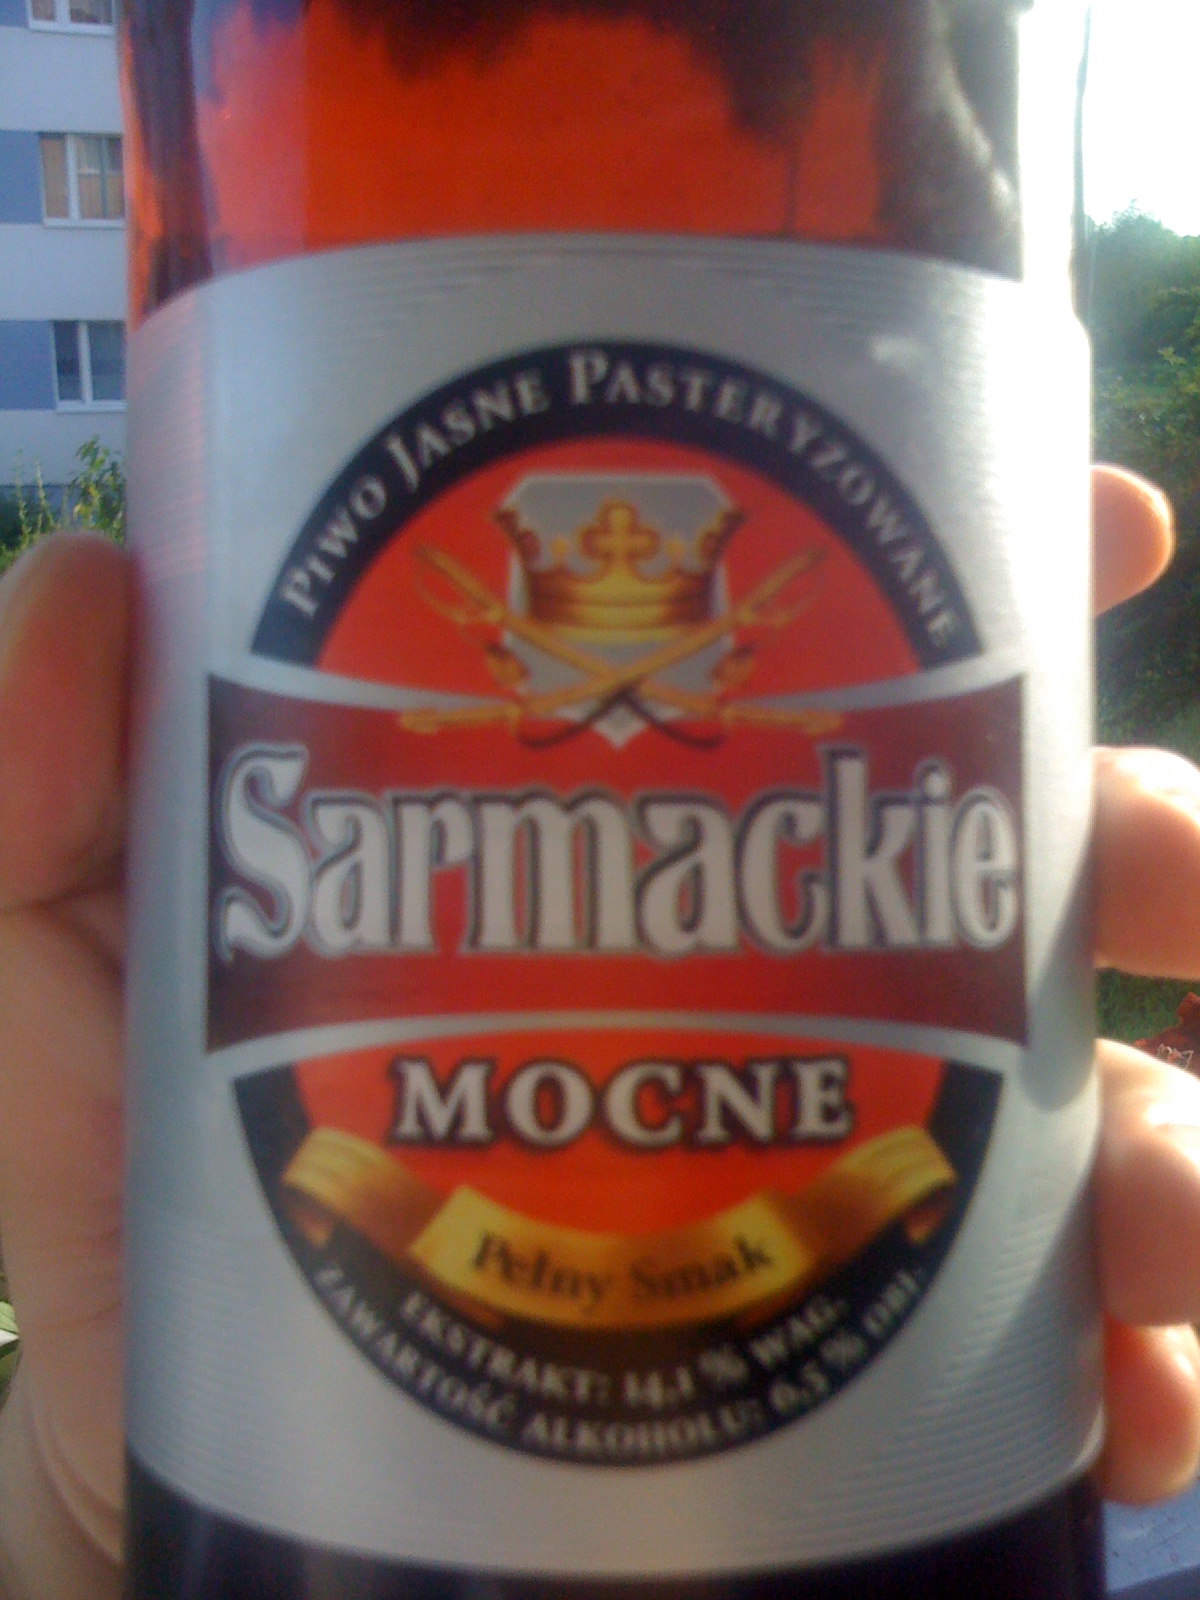 Piwo Jasne Pasteryzowane
Sarmackie
MOCNE
Pełny Smak
EKSTRAKT: 14,1 % WAG.
ZAWARTOŚĆ ALKOHOLU: 6,5 % OBJ.